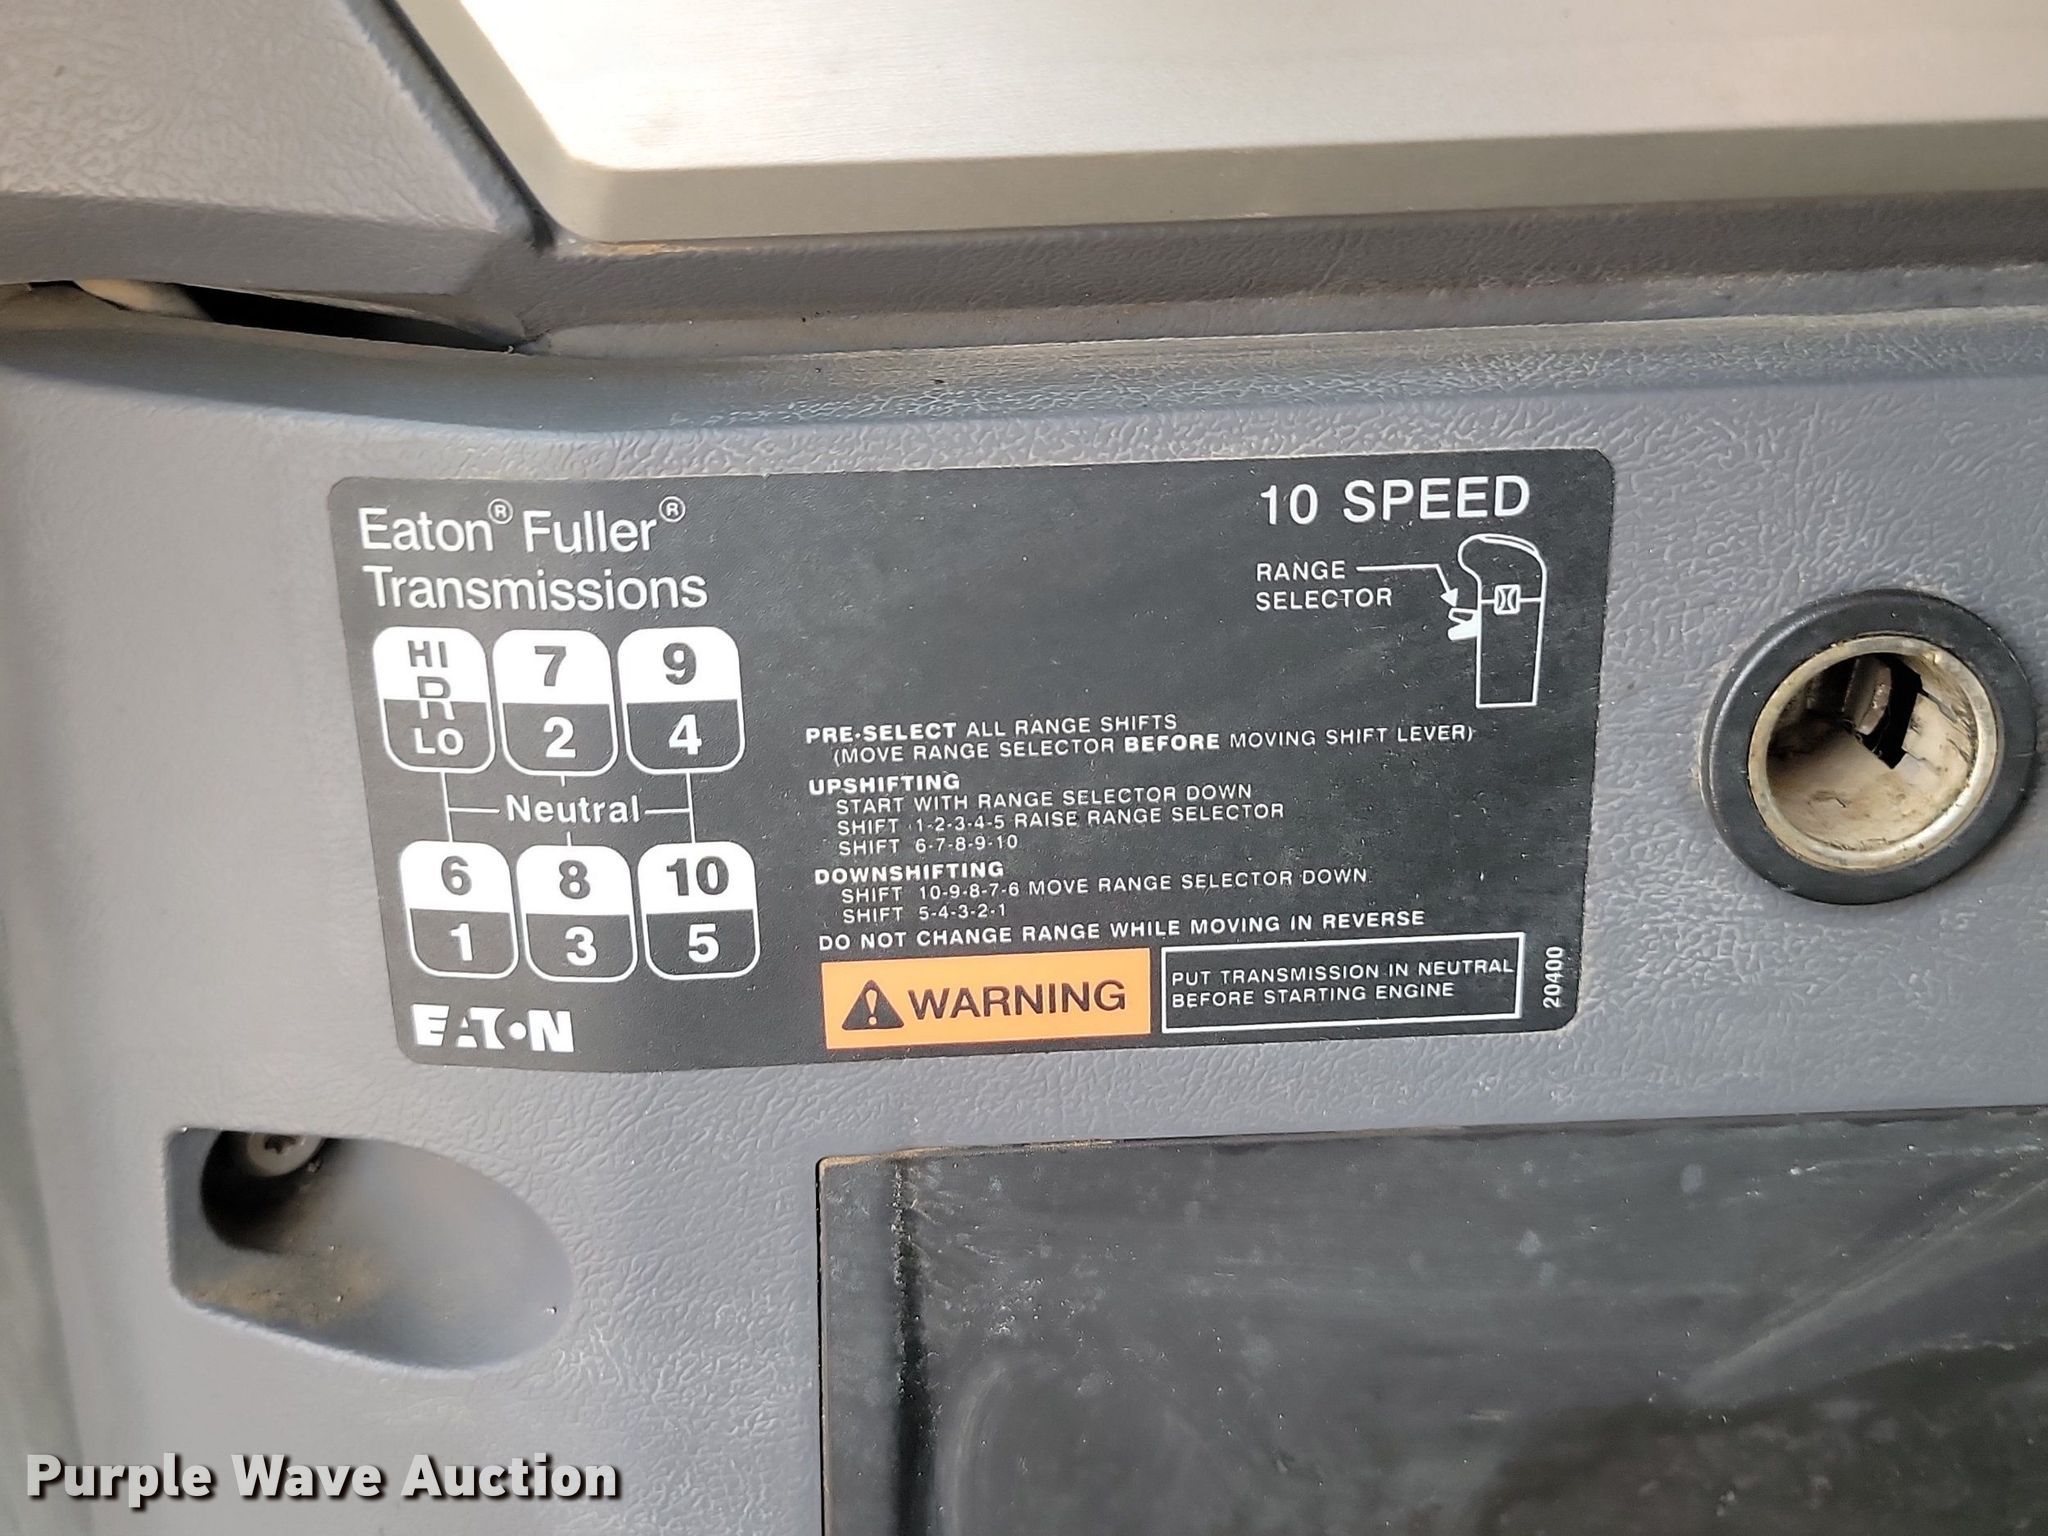 Eaton® Fuller®
Transmissions
10 SPEED
RANGE
SELECTOR
HI
R
LO
7
2
9
4
Neutral
6
1
8
3
10
5
EATON
PRE-SELECT ALL RANGE SHIFTS
(MOVE RANGE SELECTOR BEFORE MOVING SHIFT LEVER)
UPSHIFTING
START WITH RANGE SELECTOR DOWN
SHIFT 1-2-3-4-5 RAISE RANGE SELECTOR
SHIFT 6-7-8-9-10
DOWNSHIFTING
SHIFT 10-9-8-7-6 MOVE RANGE SELECTOR DOWN
SHIFT 5-4-3-2-1
DO NOT CHANGE RANGE WHILE MOVING IN REVERSE
WARNING
PUT TRANSMISSION IN NEUTRAL
BEFORE STARTING ENGINE
20400
Purple Wave Auction